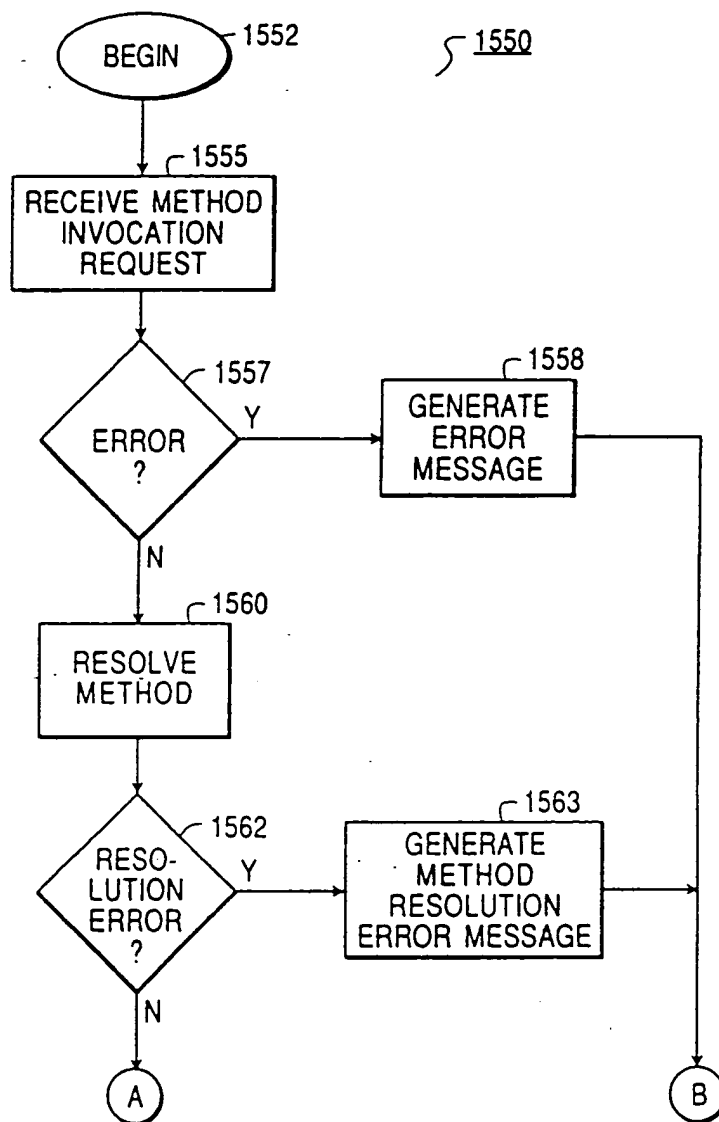 BEGIN
1552
1550
1555
RECEIVE METHOD
INVOCATION
REQUEST
1557
ERROR
?
Y
N
1558
GENERATE
ERROR
MESSAGE
1560
RESOLVE
METHOD
1562
RESO-
LUTION
ERROR
?
Y
N
1563
GENERATE
METHOD
RESOLUTION
ERROR MESSAGE
A
B